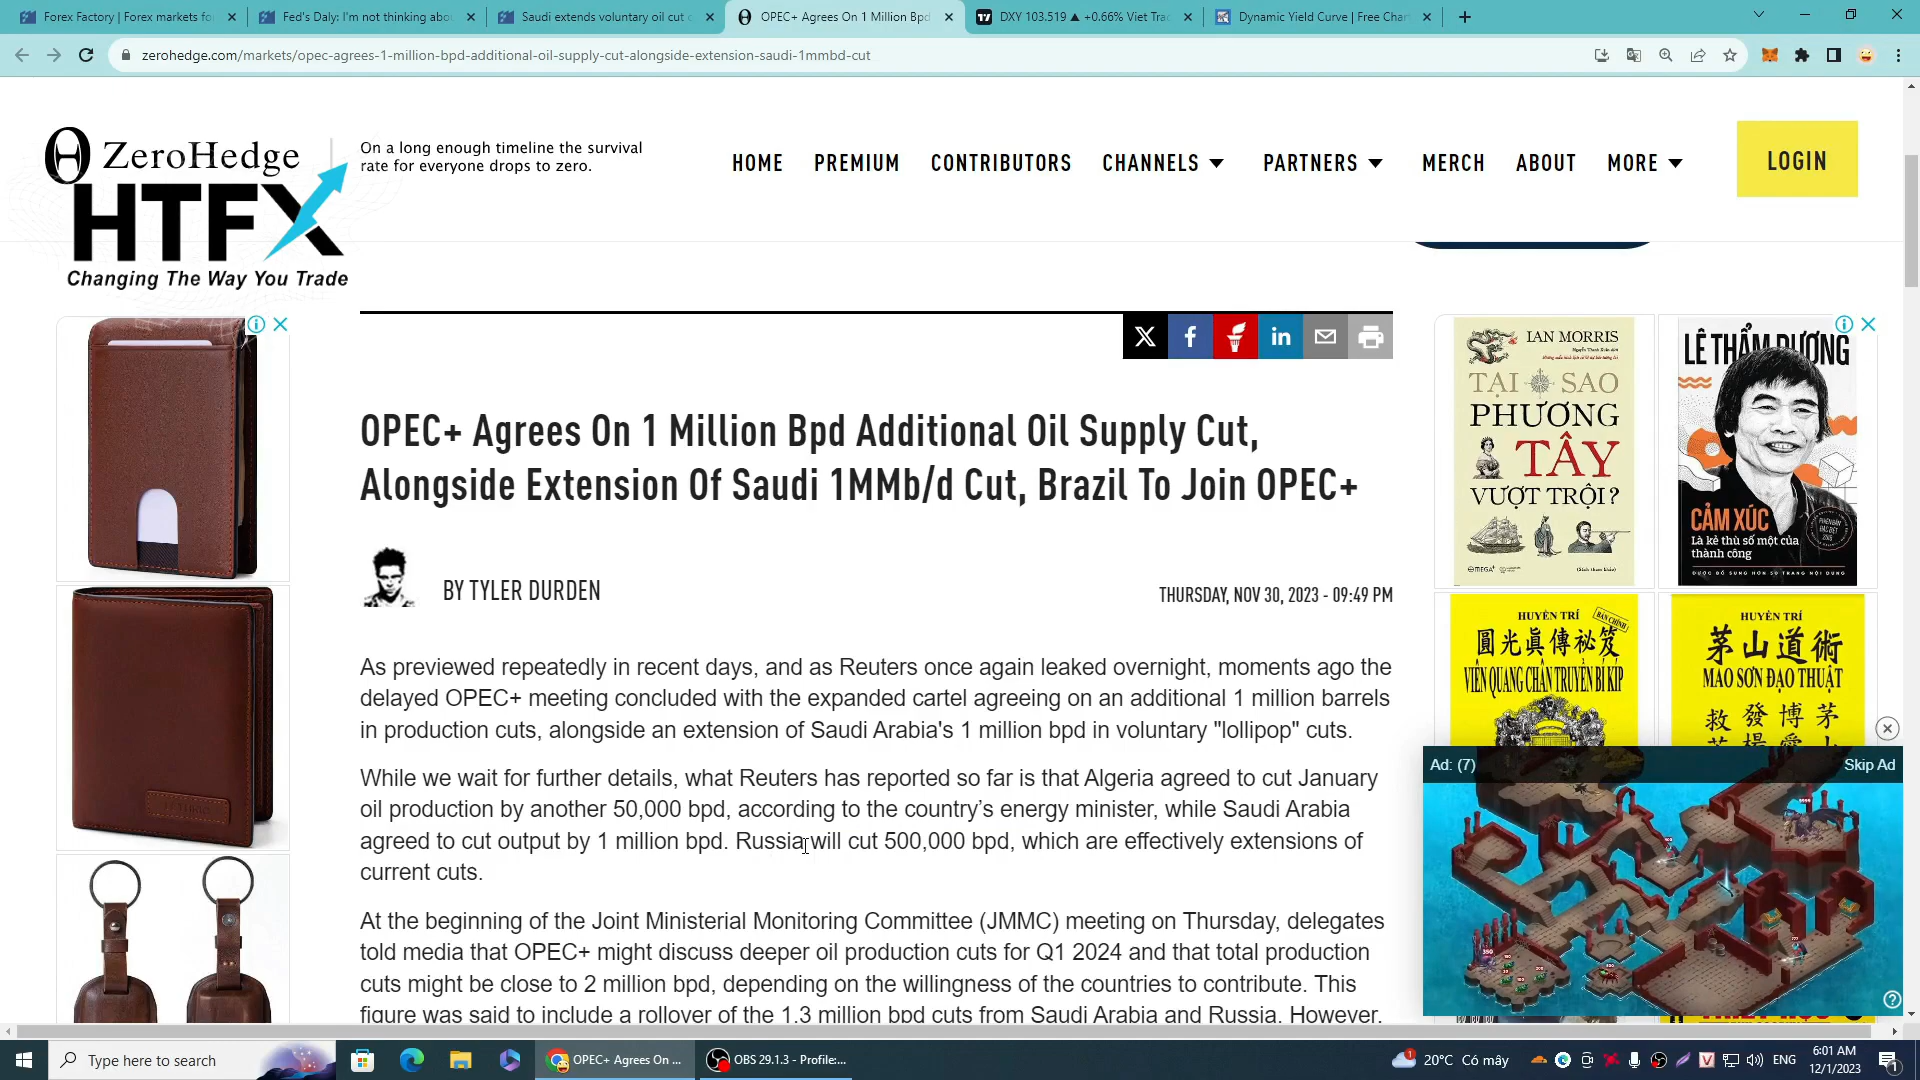 Forex Factory | Forex markets fo
Fed's Daly: I'm not thinking abou
Saudi extends voluntary oil cut o
OPEC+ Agrees On 1 Million Bpd
DXY 103.519 ▲ +0.66% Viet Tra
Dynamic Yield Curve | Free Char
zerohedge.com/markets/opec-agrees-1-million-bpd-additional-oil-supply-cut-alongside-extension-saudi-1mmbd-cut
ZeroHedge
On a long enough timeline the survival
rate for everyone drops to zero.
HOME PREMIUM CONTRIBUTORS CHANNELS PARTNERS MERCH ABOUT MORE LOGIN
HTFX
Changing The Way You Trade
OPEC+ Agrees On 1 Million Bpd Additional Oil Supply Cut,
Alongside Extension Of Saudi 1MMb/d Cut, Brazil To Join OPEC+
BY TYLER DURDEN
THURSDAY, NOV 30, 2023 - 09:49 PM
As previewed repeatedly in recent days, and as Reuters once again leaked overnight, moments ago the
delayed OPEC+ meeting concluded with the expanded cartel agreeing on an additional 1 million barrels
in production cuts, alongside an extension of Saudi Arabia's 1 million bpd in voluntary "lollipop" cuts.
While we wait for further details, what Reuters has reported so far is that Algeria agreed to cut January
oil production by another 50,000 bpd, according to the country's energy minister, while Saudi Arabia
agreed to cut output by 1 million bpd. Russia will cut 500,000 bpd, which are effectively extensions of
current cuts.
At the beginning of the Joint Ministerial Monitoring Committee (JMMC) meeting on Thursday, delegates
told media that OPEC+ might discuss deeper oil production cuts for Q1 2024 and that total production
cuts might be close to 2 million bpd, depending on the willingness of the countries to contribute. This
figure was said to include a rollover of the 1.3 million bpd cuts from Saudi Arabia and Russia. However,
IAN MORRIS
TẠI SAO
PHƯƠNG
TÂY
VƯỢT TRỘI?
OMEGA+
LÊ THẨM DƯƠNG
CẢM XÚC
Là kẻ thù số một của
thành công
HUYỀN TRÍ
BẢN CHÍNH
圓光眞傳祕笈
VIÊN QUANG CHÂN TRUYỀN BÍ KÍP
HUYỀN TRÍ
茅山道術
MAO SƠN ĐẠO THUẬT
救發博茅
Ad: (7)
Skip Ad
Type here to search
OPEC+ Agrees On ...
OBS 29.1.3 - Profile:...
20°C Có mây
ENG
6:01 AM
12/1/2023